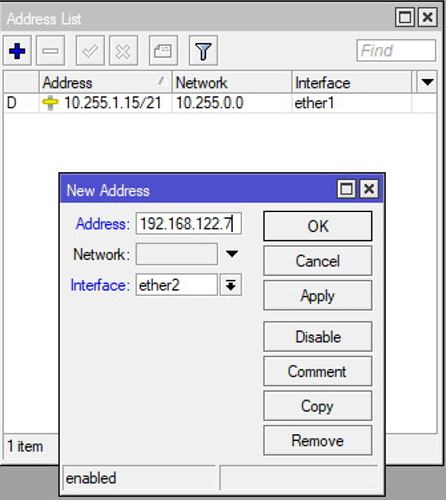 Address List
Find
Address Network Interface
D 10.255.1.15/21 10.255.0.0 ether1
New Address
Address: 192.168.122.7 OK
Network: Cancel
Interface: ether2 Apply
Disable
Comment
Copy
Remove
1 item
enabled